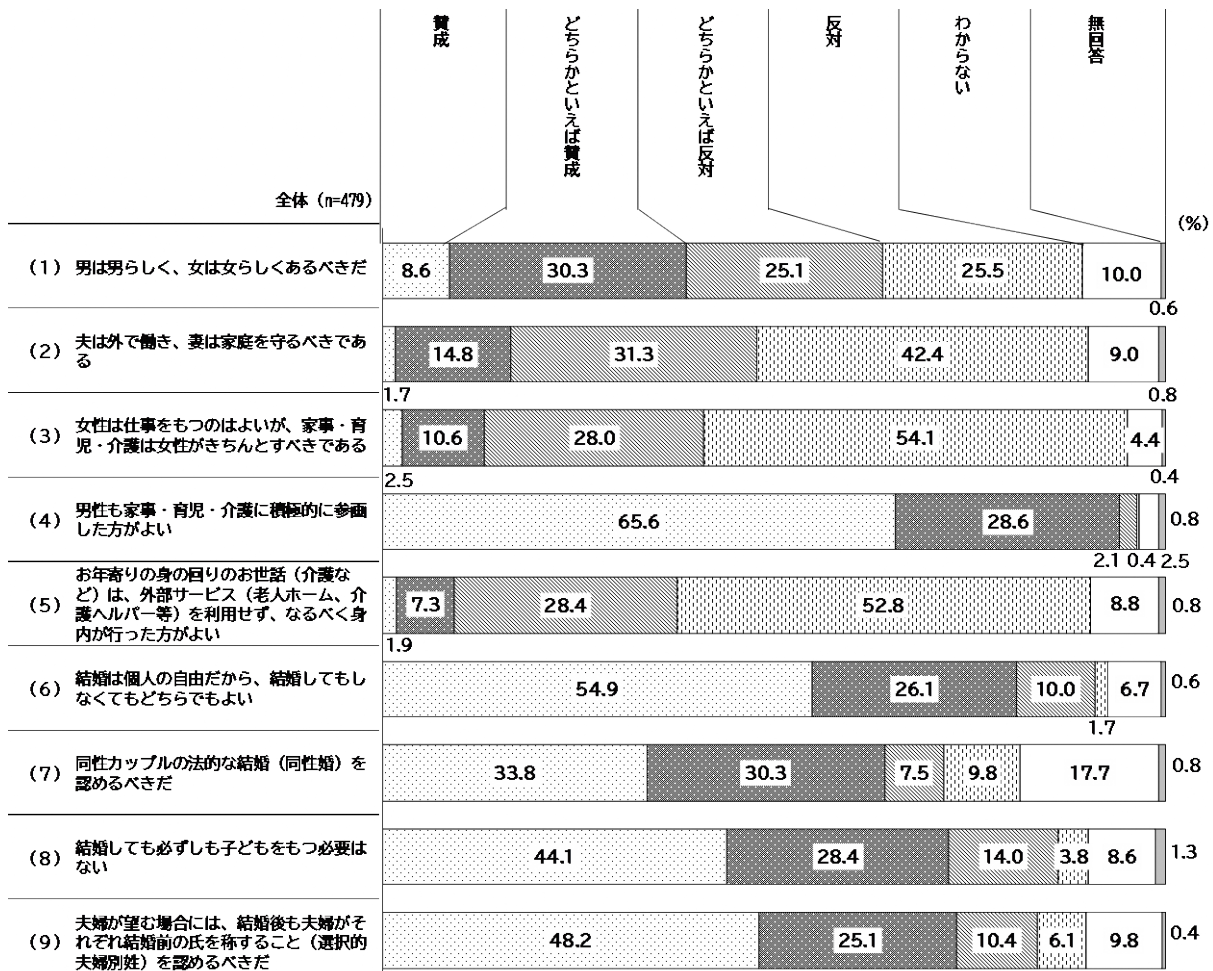 賛成
どちらかといえば賛成
どちらかといえば反対
反対
わからない
無回答
全体（n=479）
(%)
（1）男は男らしく、女は女らしくあるべきだ
8.6 30.3 25.1 25.5 10.0
0.6
（2）夫は外で働き、妻は家庭を守るべきであ
る
14.8 31.3 42.4 9.0
1.7 0.8
（3）女性は仕事をもつのはよいが、家事・育
児・介護は女性がきちんとすべきである
10.6 28.0 54.1 4.4
2.5 0.4
（4）男性も家事・育児・介護に積極的に参画
した方がよい
65.6 28.6 0.8
2.1 0.4 2.5
（5）お年寄りの身の回りのお世話（介護な
ど）は、外部サービス（老人ホーム、介
護ヘルパー等）を利用せず、なるべく身
内が行った方がよい
7.3 28.4 52.8 8.8 0.8
1.9
（6）結婚は個人の自由だから、結婚してもし
なくてもどちらでもよい
54.9 26.1 10.0 6.7 0.6
1.7
（7）同性カップルの法的な結婚（同性婚）を
認めるべきだ
33.8 30.3 7.5 9.8 17.7 0.8
（8）結婚しても必ずしも子どもをもつ必要は
ない
44.1 28.4 14.0 3.8 8.6 1.3
（9）夫婦が望む場合には、結婚後も夫婦がそ
れぞれ結婚前の氏を称すること（選択的
夫婦別姓）を認めるべきだ
48.2 25.1 10.4 6.1 9.8 0.4